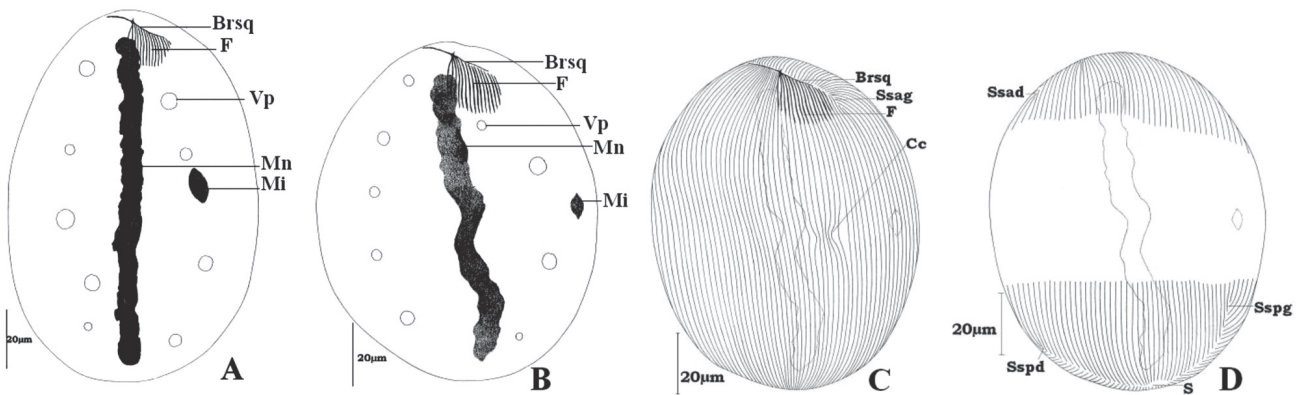 Brsq
F
Vp
Mn
Mi
20µm
A
Brsq
F
Vp
Mn
Mi
20µm
B
Brsq
Ssag
F
Cc
20µm
C
Ssad
Sspg
20µm
Sspd
S
D